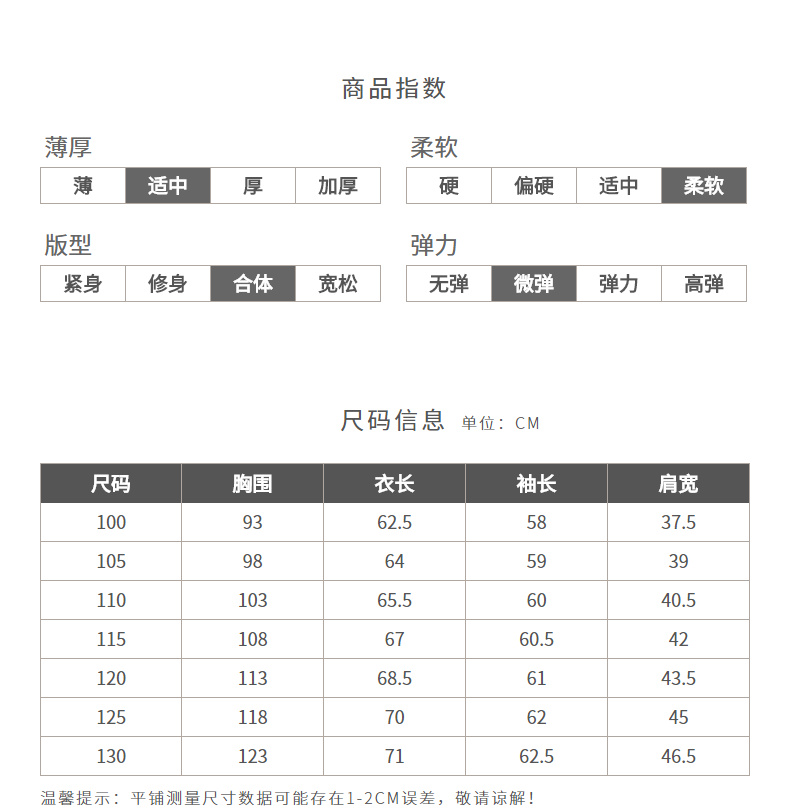 商品指数
薄厚 柔软
薄 适中 厚 加厚 硬 偏硬 适中 柔软
版型 弹力
紧身 修身 合体 宽松 无弹 微弹 弹力 高弹
尺码信息 单位：CM
尺码 胸围 衣长 袖长 肩宽
100 93 62.5 58 37.5
105 98 64 59 39
110 103 65.5 60 40.5
115 108 67 60.5 42
120 113 68.5 61 43.5
125 118 70 62 45
130 123 71 62.5 46.5
温馨提示：平铺测量尺寸数据可能存在1-2CM误差，敬请谅解！